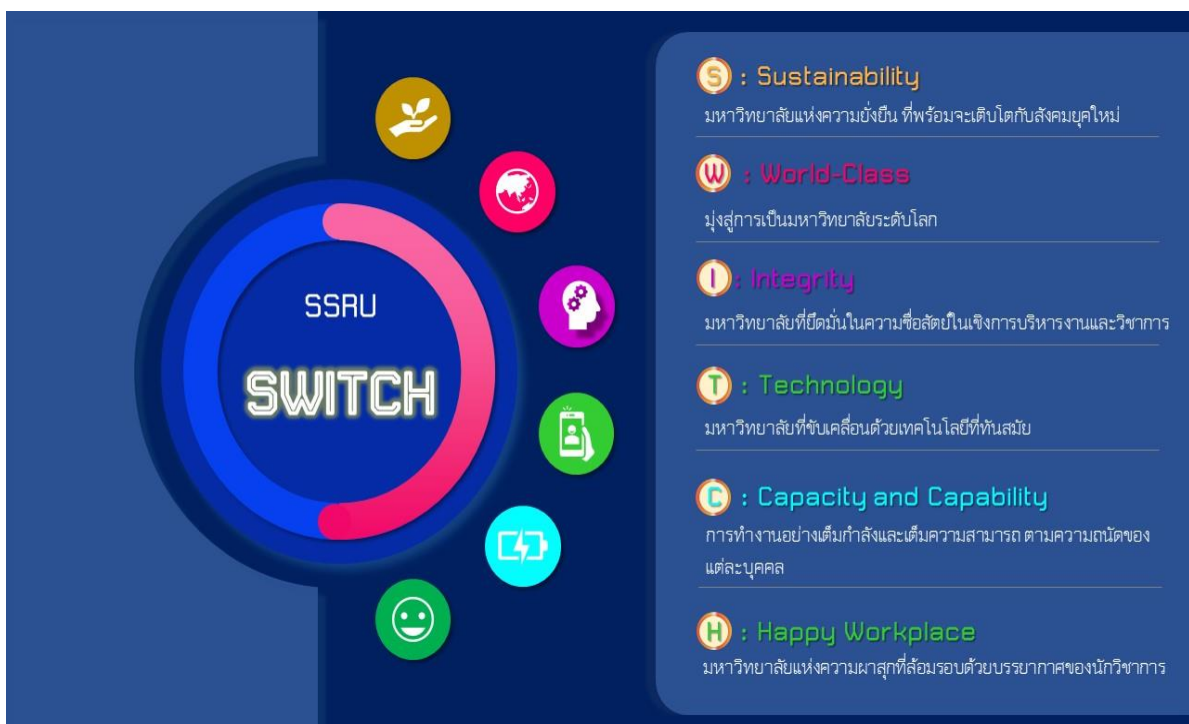 SSRU
SWITCH
S : Sustainability
มหาวิทยาลัยแห่งความยั่งยืน ที่พร้อมจะเติบโตกับสังคมยุคใหม่
W : World-Class
มุ่งสู่การเป็นมหาวิทยาลัยระดับโลก
I : Integrity
มหาวิทยาลัยที่ยึดมั่นในความซื่อสัตย์ในเชิงการบริหารงานและวิชาการ
T : Technology
มหาวิทยาลัยที่ขับเคลื่อนด้วยเทคโนโลยีที่ทันสมัย
C : Capacity and Capability
การทำงานอย่างเต็มกำลังและเต็มความสามารถ ตามความถนัดของ
แต่ละบุคคล
H : Happy Workplace
มหาวิทยาลัยแห่งความผาสุกที่ล้อมรอบด้วยบรรยากาศของนักวิชาการ